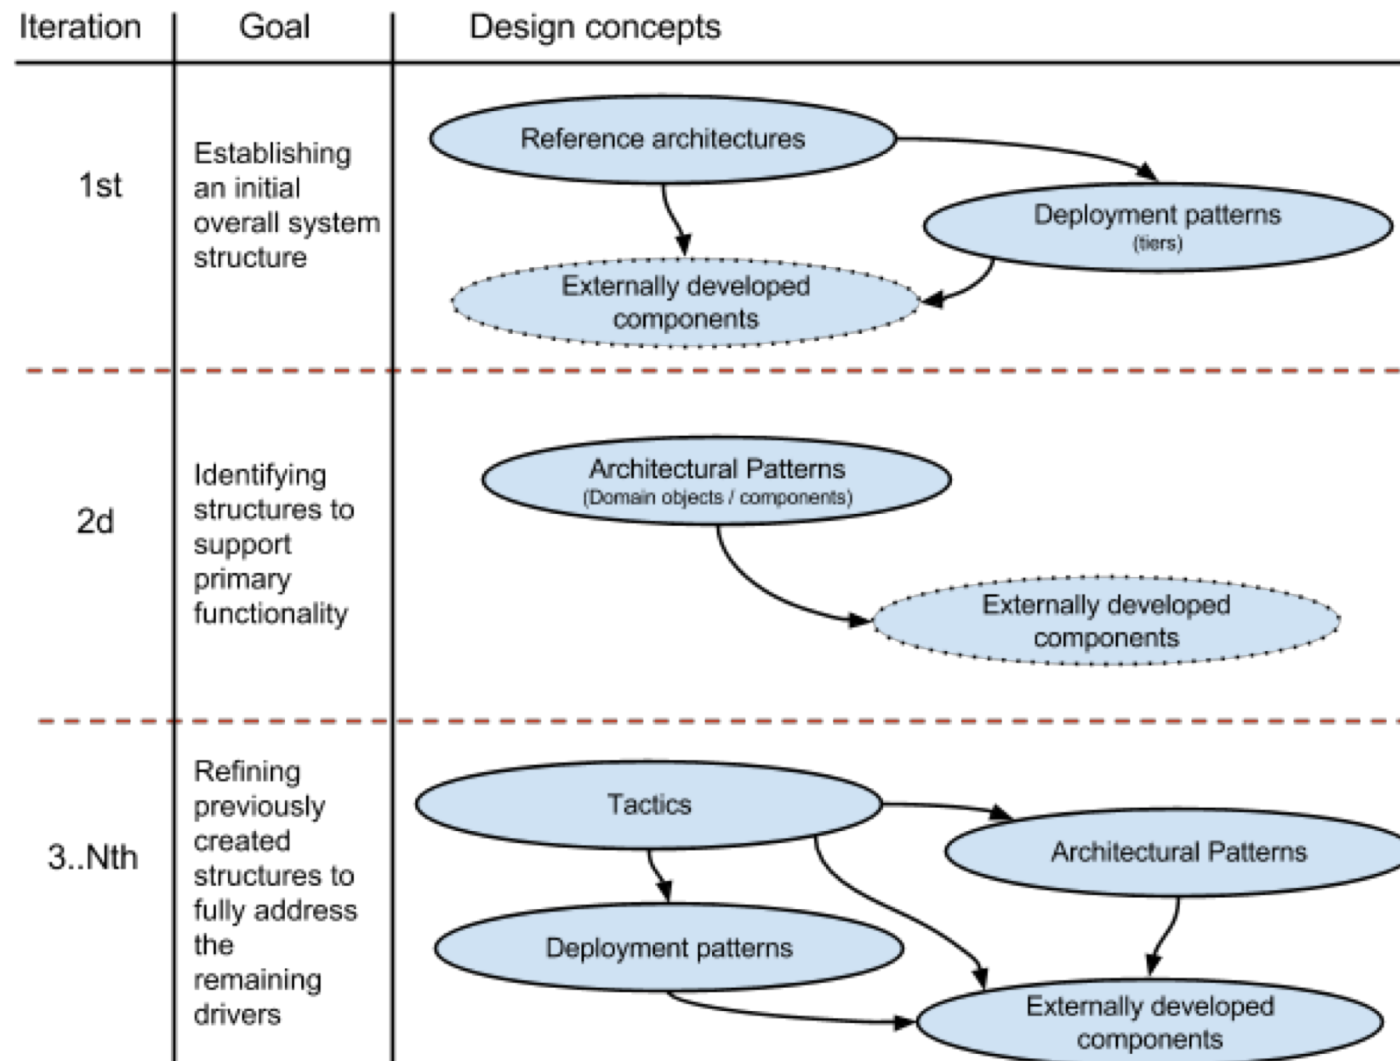 Iteration
Goal
Design concepts
1st
Establishing
an initial
overall system
structure
Reference architectures
Deployment patterns
(tiers)
Externally developed
components
2d
Identifying
structures to
support
primary
functionality
Architectural Patterns
(Domain objects / components)
Externally developed
components
3..Nth
Refining
previously
created
structures to
fully address
the
remaining
drivers
Tactics
Architectural Patterns
Deployment patterns
Externally developed
components